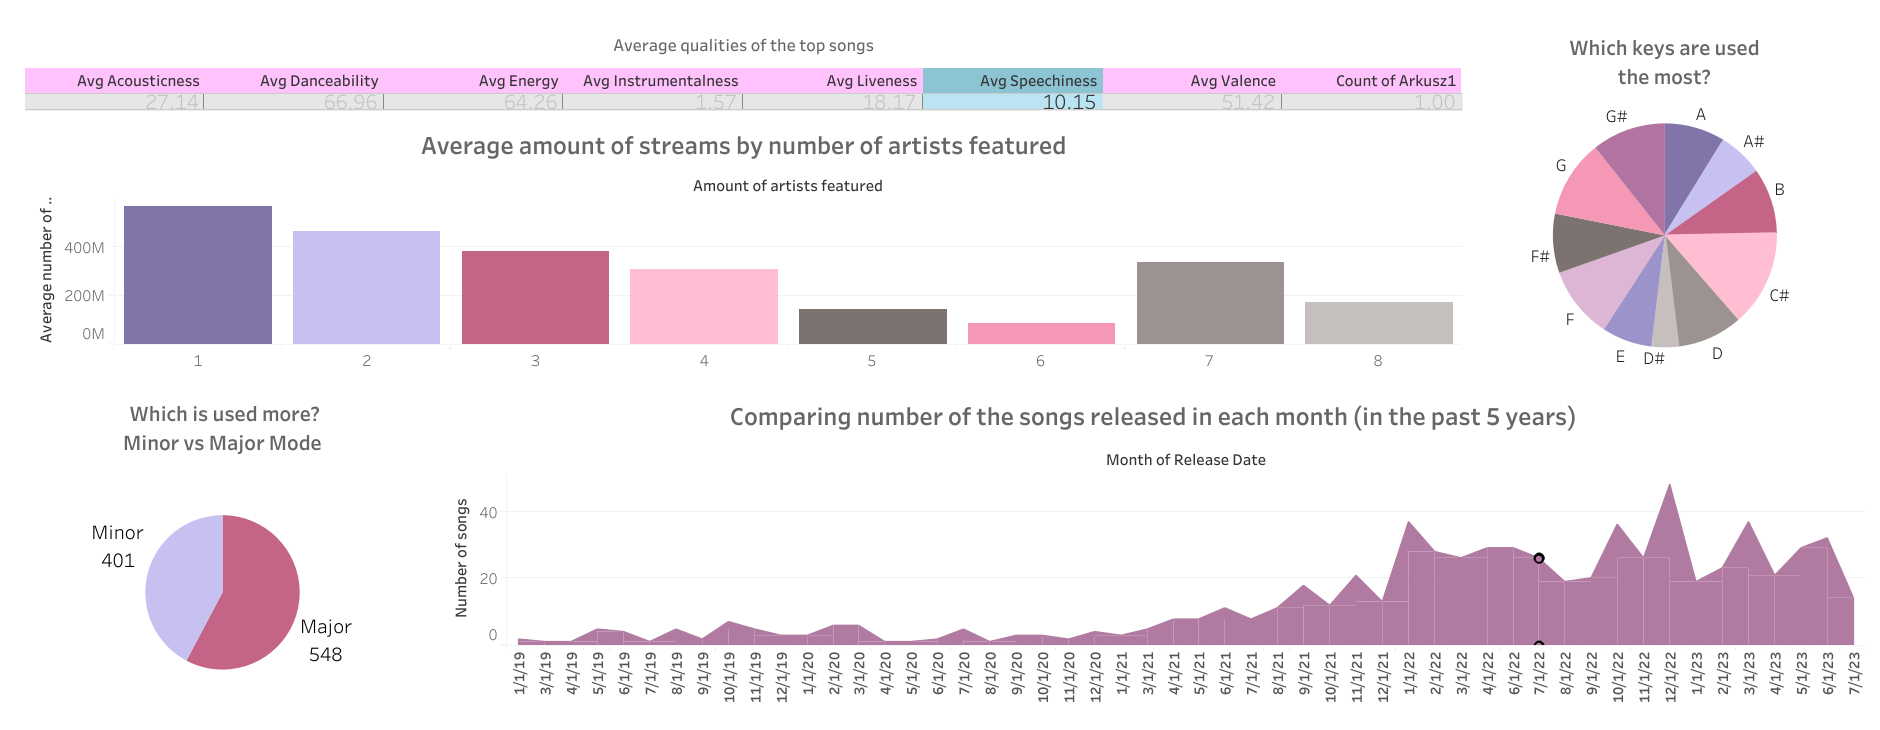 Average qualities of the top songs
Avg Acousticness Avg Danceability Avg Energy Avg Instrumentalness Avg Liveness Avg Speechiness Avg Valence Count of Arkusz1
27.14 66.96 64.26 1.57 18.17 10.15 51.42 1.00
Average amount of streams by number of artists featured
Amount of artists featured
Average number of ..
400M
200M
0M
1 2 3 4 5 6 7 8
Which keys are used
the most?
G# A
A#
G
B
F#
C#
F
E D# D
Which is used more?
Minor vs Major Mode
Minor
401
Major
548
Comparing number of the songs released in each month (in the past 5 years)
Month of Release Date
Number of songs
40
20
0
1/1/19 3/1/19 4/1/19 5/1/19 6/1/19 7/1/19 8/1/19 9/1/19 10/1/19 11/1/19 12/1/19 1/1/20 2/1/20 3/1/20 4/1/20 5/1/20 6/1/20 7/1/20 8/1/20 9/1/20 10/1/20 11/1/20 12/1/20 1/1/21 3/1/21 4/1/21 5/1/21 6/1/21 7/1/21 8/1/21 9/1/21 10/1/21 11/1/21 12/1/21 1/1/22 2/1/22 3/1/22 4/1/22 6/1/22 7/1/22 8/1/22 9/1/22 10/1/22 11/1/22 12/1/22 1/1/23 2/1/23 3/1/23 4/1/23 5/1/23 6/1/23 7/1/23